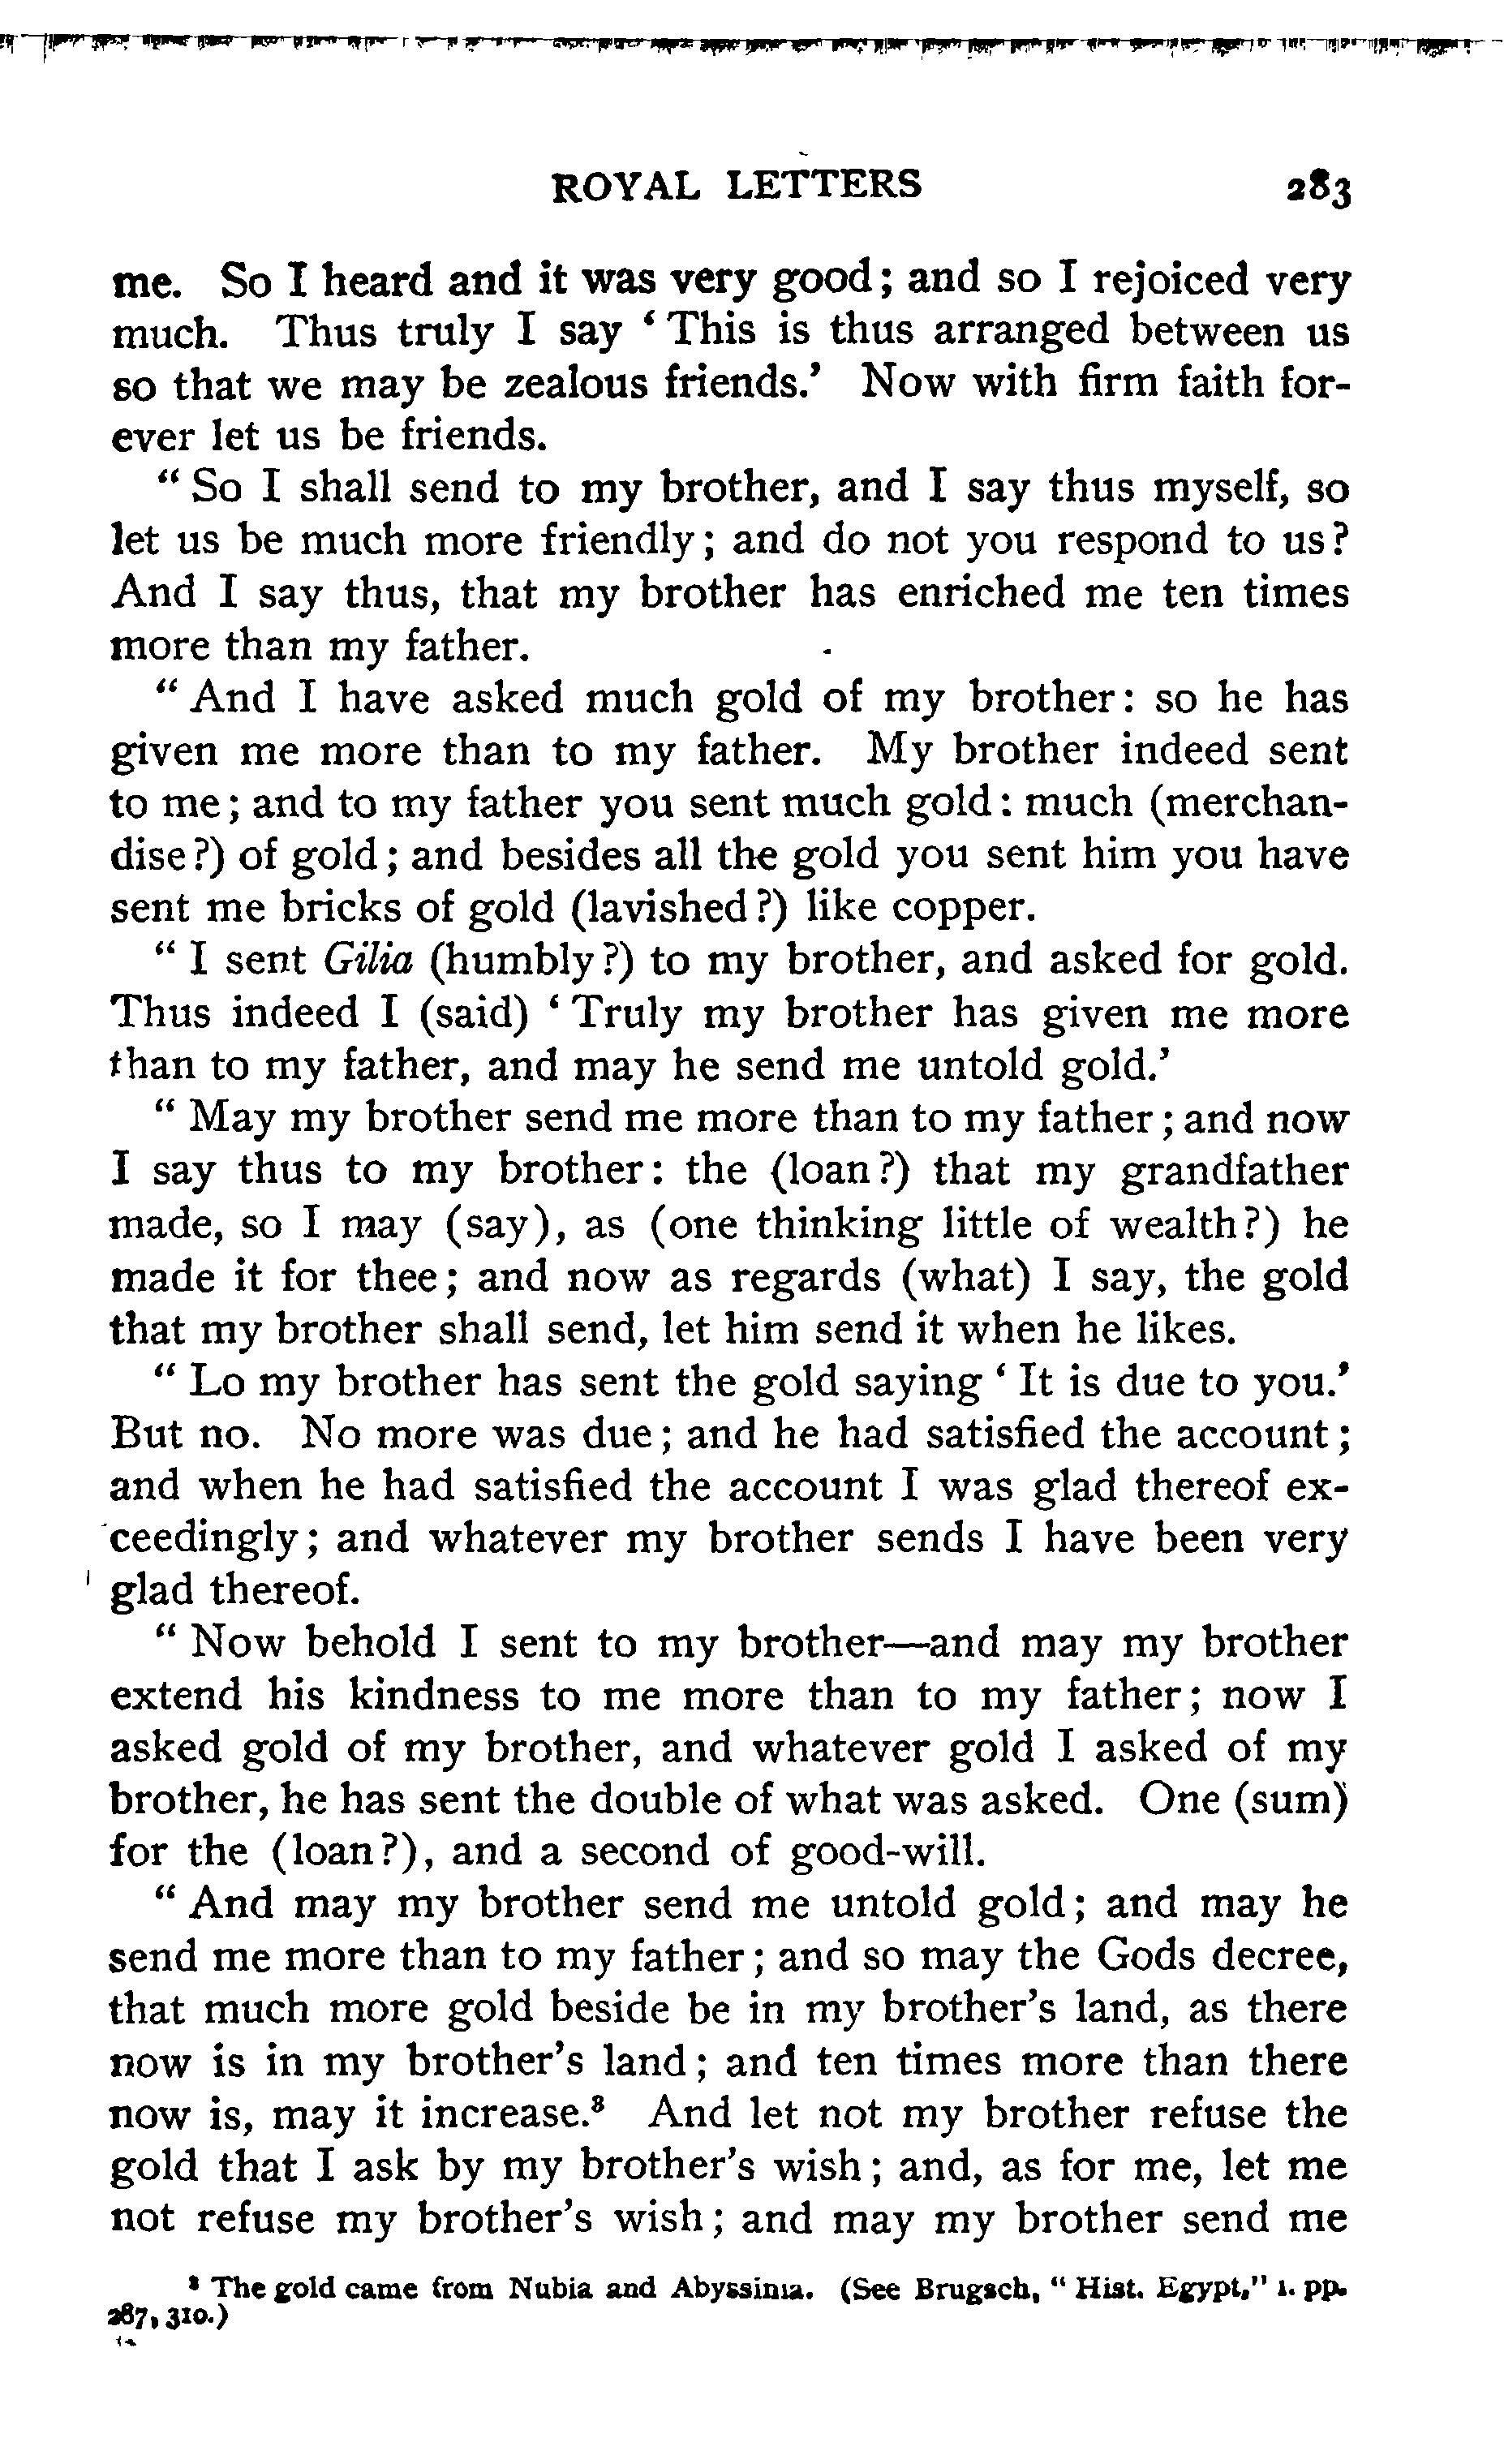 ROYAL LETTERS 283
me. So I heard and it was very good; and so I rejoiced very
much. Thus truly I say ‘ This is thus arranged between us
so that we may be zealous friends.’ Now with firm faith for-
ever let us be friends.
“ So I shall send to my brother, and I say thus myself, so
let us be much more friendly; and do not you respond to us?
And I say thus, that my brother has enriched me ten times
more than my father.
“ And I have asked much gold of my brother: so he has
given me more than to my father. My brother indeed sent
to me; and to my father you sent much gold: much (merchan-
dise?) of gold; and besides all the gold you sent him you have
sent me bricks of gold (lavished?) like copper.
“ I sent Gilia (humbly?) to my brother, and asked for gold.
Thus indeed I (said) ‘ Truly my brother has given me more
than to my father, and may he send me untold gold.’
“ May my brother send me more than to my father; and now
I say thus to my brother: the (loan?) that my grandfather
made, so I may (say), as (one thinking little of wealth?) he
made it for thee; and now as regards (what) I say, the gold
that my brother shall send, let him send it when he likes.
“ Lo my brother has sent the gold saying ‘ It is due to you.’
But no. No more was due; and he had satisfied the account;
and when he had satisfied the account I was glad thereof ex-
ceedingly; and whatever my brother sends I have been very
glad thereof.
“ Now behold I sent to my brother—and may my brother
extend his kindness to me more than to my father; now I
asked gold of my brother, and whatever gold I asked of my
brother, he has sent the double of what was asked. One (sum)
for the (loan?), and a second of good-will.
“ And may my brother send me untold gold; and may he
send me more than to my father; and so may the Gods decree,
that much more gold beside be in my brother’s land, as there
now is in my brother’s land; and ten times more than there
now is, may it increase.⁸ And let not my brother refuse the
gold that I ask by my brother’s wish; and, as for me, let me
not refuse my brother’s wish; and may my brother send me
⁸ The gold came from Nubia and Abyssinia. (See Brugsch, “ Hist. Egypt,” i. pp.
287, 310.)